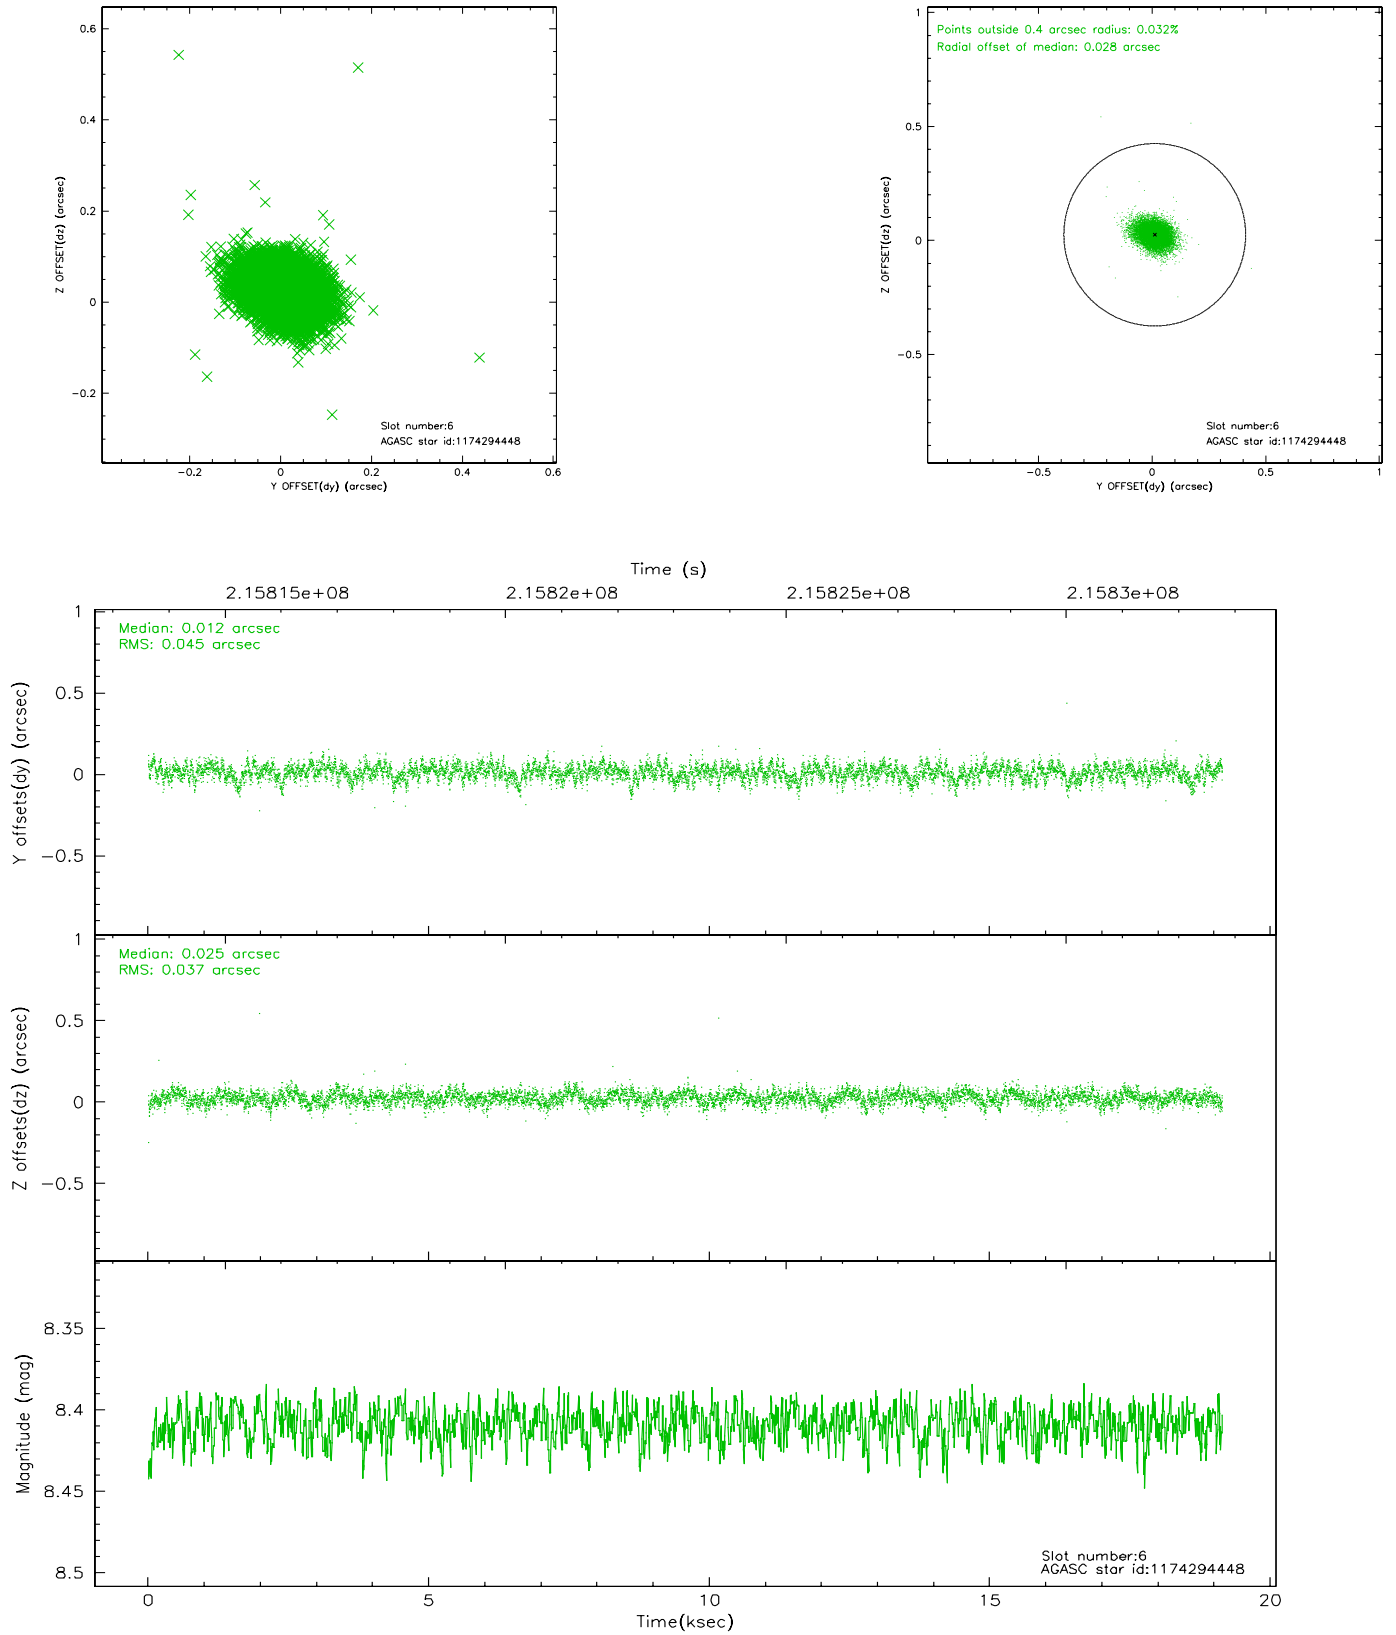 0.6
0.4
0.2
0
−0.2
Z OFFSET(dz) (arcsec)
Slot number:6
AGASC star id:1174294448
−0.2 0 0.2 0.4 0.6
Y OFFSET(dy) (arcsec)
Points outside 0.4 arcsec radius: 0.032%
Radial offset of median: 0.028 arcsec
1
0.5
0
−0.5
Z OFFSET(dz) (arcsec)
Slot number:6
AGASC star id:1174294448
−0.5 0 0.5 1
Y OFFSET(dy) (arcsec)
Time (s)
2.15815e+08 2.1582e+08 2.15825e+08 2.1583e+08
Median: 0.012 arcsec
RMS: 0.045 arcsec
1
0.5
0
−0.5
Y offsets(dy) (arcsec)
Median: 0.025 arcsec
RMS: 0.037 arcsec
1
0.5
0
−0.5
Z offsets(dz) (arcsec)
8.35
8.4
8.45
8.5
Magnitude (mag)
Slot number:6
AGASC star id:1174294448
0 5 10 15 20
Time(ksec)